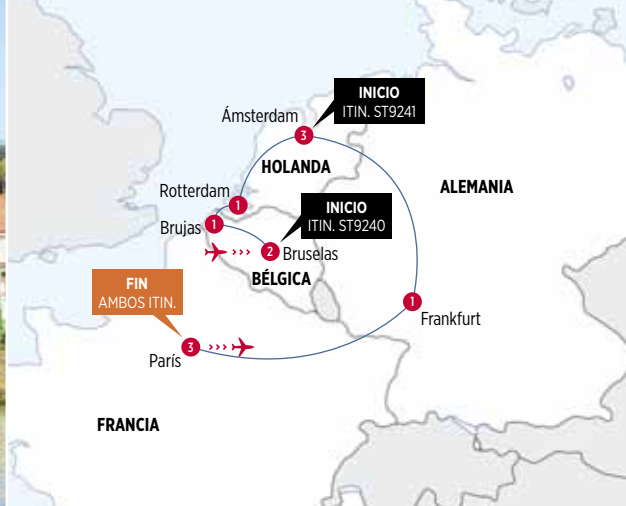 INICIO
ITIN. ST9241
Ámsterdam
3
HOLANDA
ALEMANIA
Rotterdam
1
INICIO
ITIN. ST9240
Brujas
1
2
Bruselas
BÉLGICA
FIN
AMBOS ITIN.
1
Frankfurt
3
París
FRANCIA